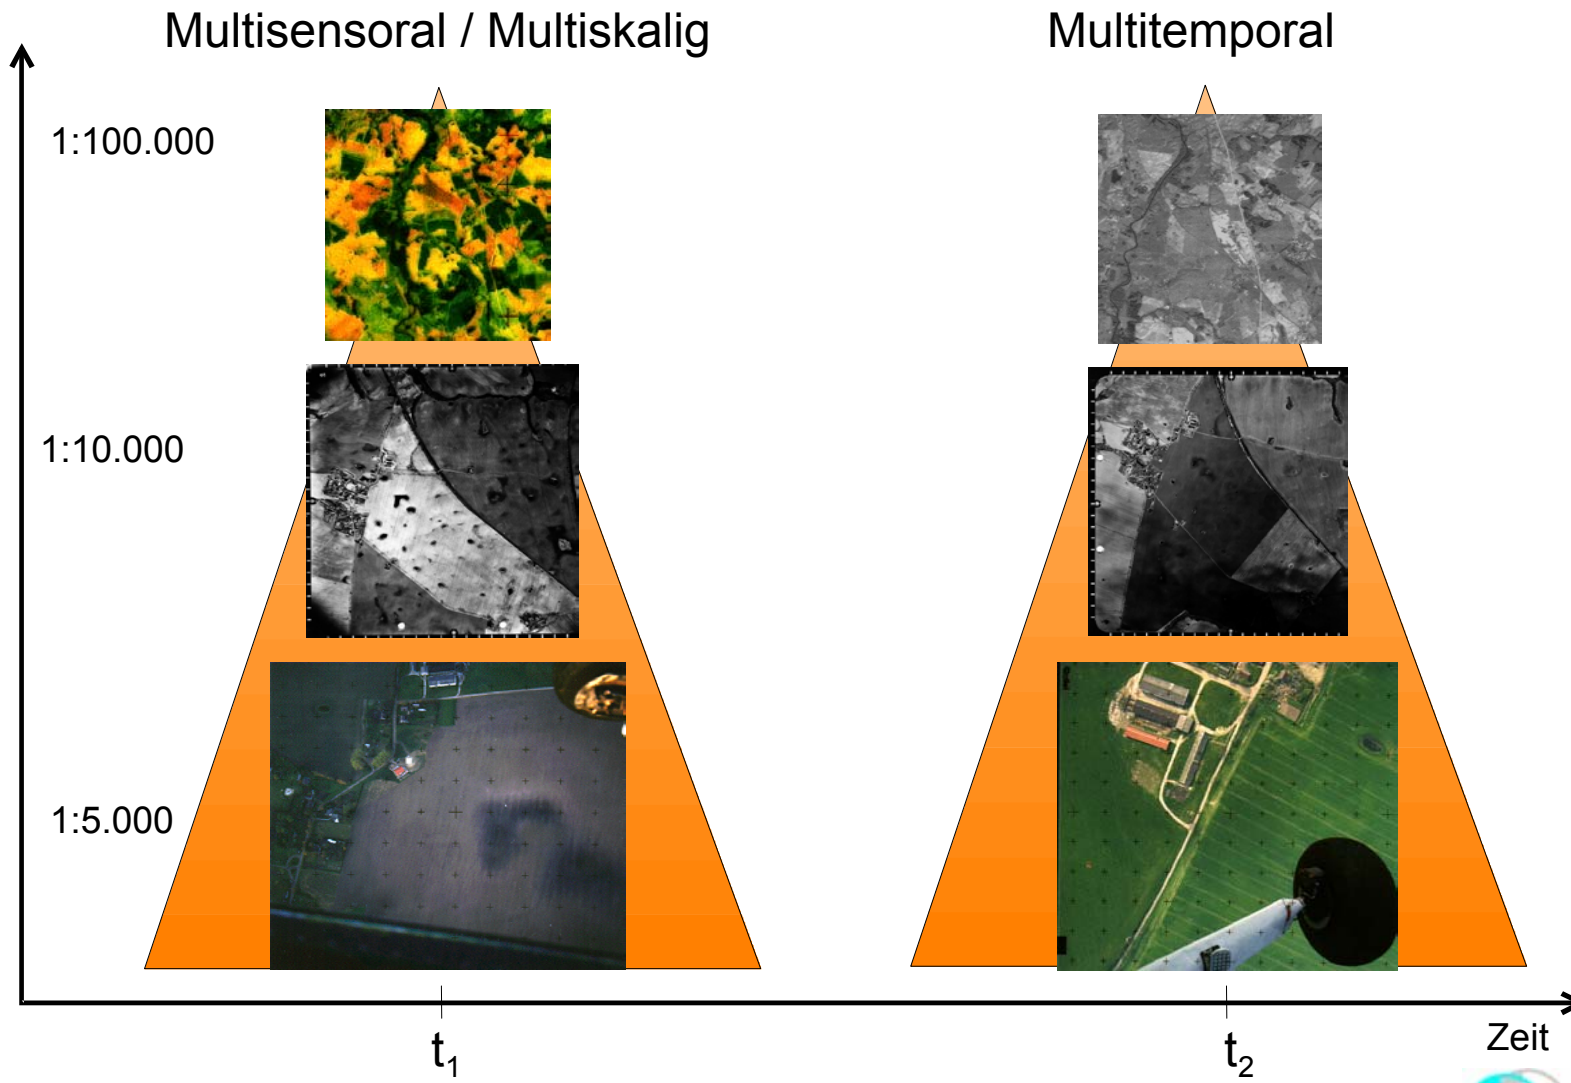 Multisensoral / Multiskalig
Multitemporal
1:100.000
1:10.000
1:5.000
t₁
t₂
Zeit